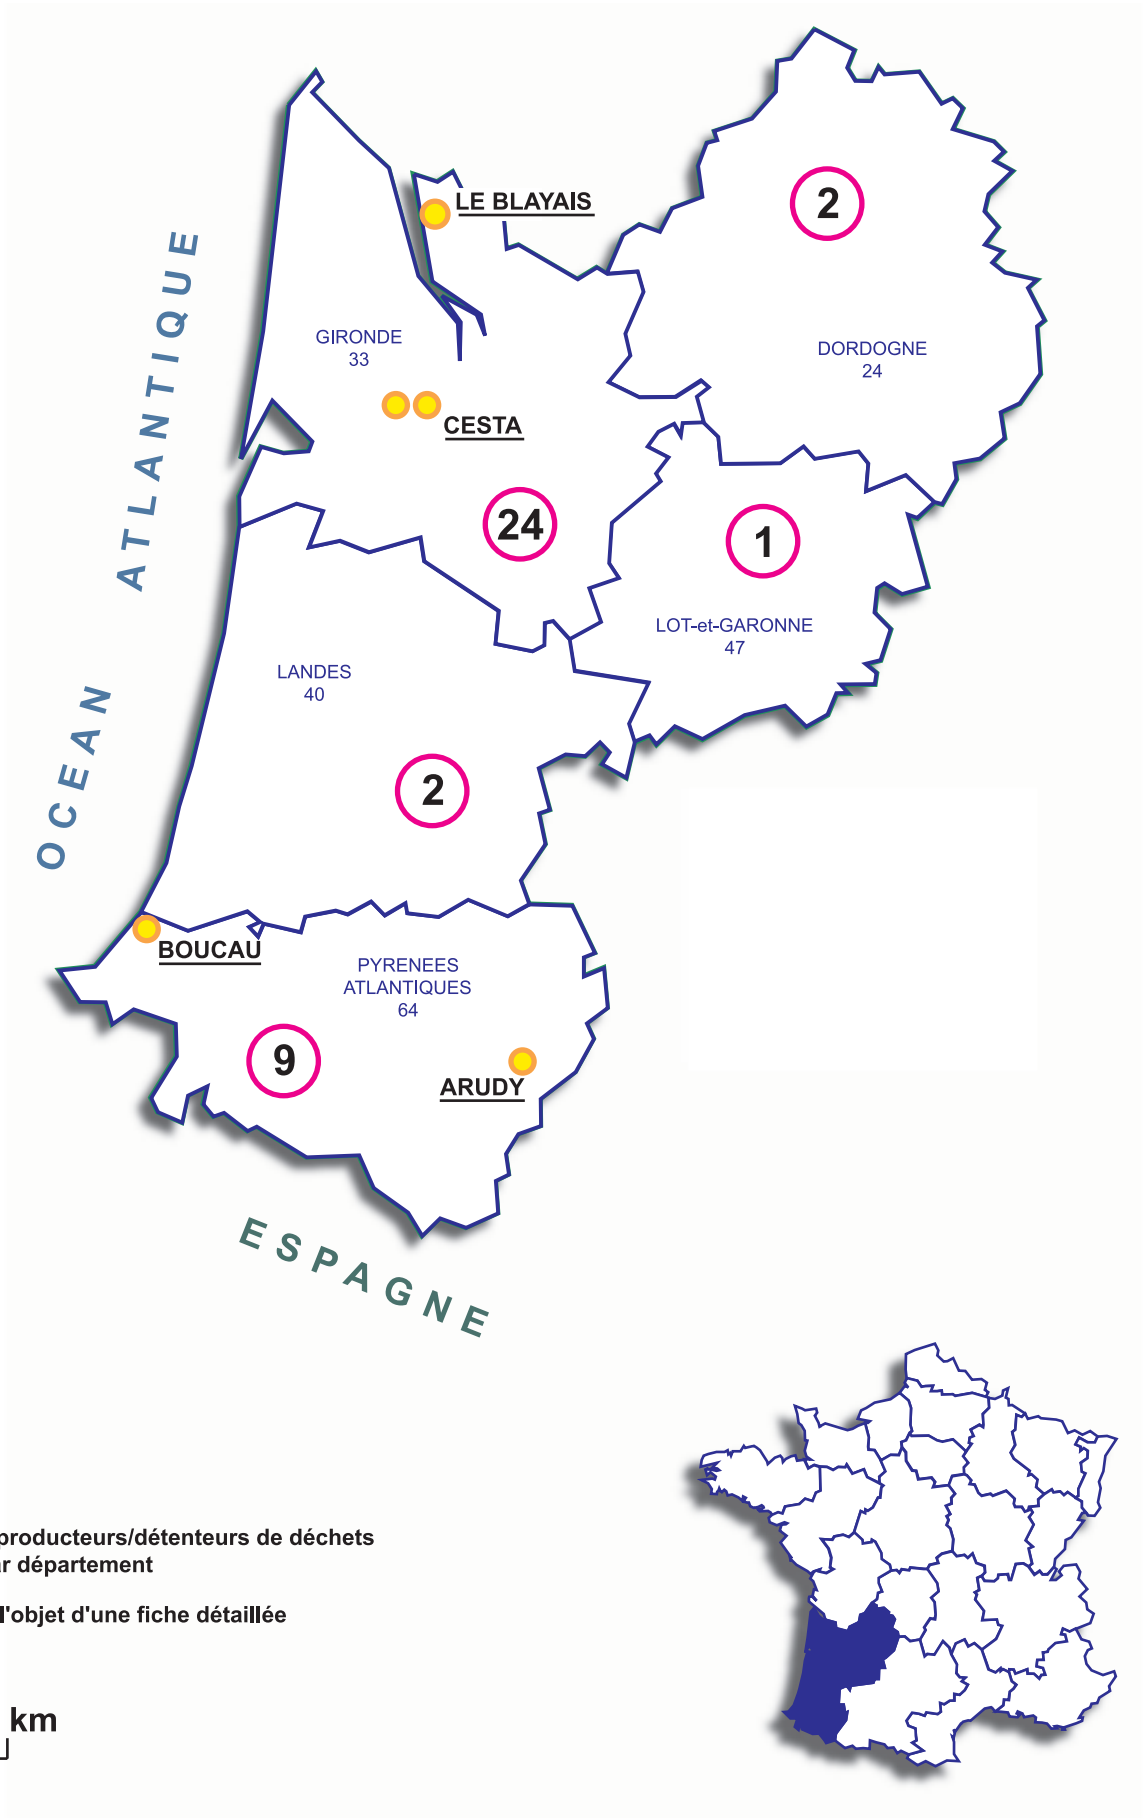 LE BLAYAIS
2
OCEAN ATLANTIQUE
GIRONDE
33
DORDOGNE
24
CESTA
24
1
LOT-et-GARONNE
47
LANDES
40
2
BOUCAU
PYRENEES
ATLANTIQUES
64
9
ARUDY
ESPAGNE
producteurs/détenteurs de déchets
département
l'objet d'une fiche détaillée
km